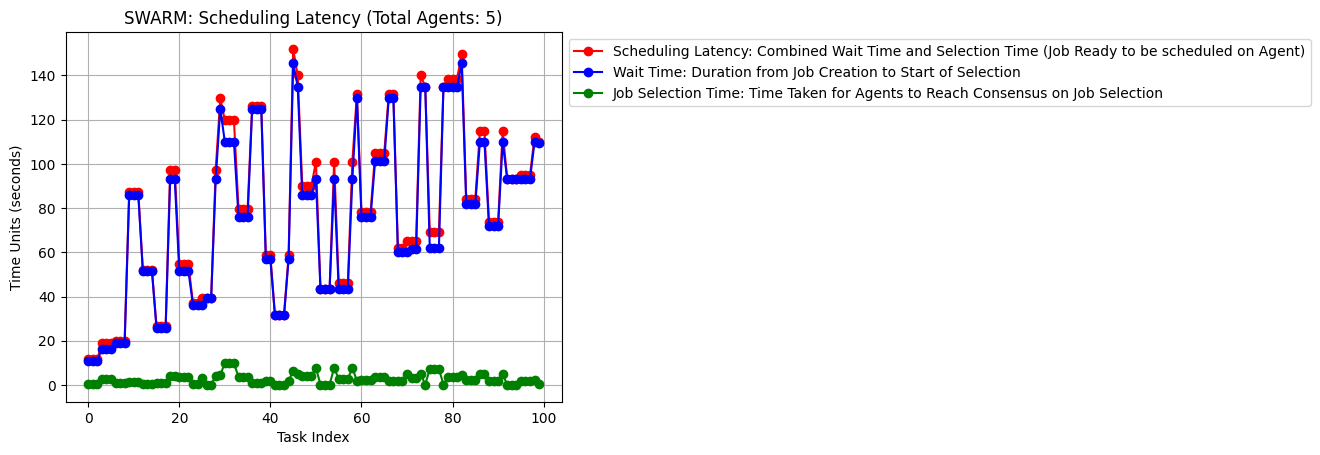 SWARM: Scheduling Latency (Total Agents: 5)
Scheduling Latency: Combined Wait Time and Selection Time (Job Ready to be scheduled on Agent)
Wait Time: Duration from Job Creation to Start of Selection
Job Selection Time: Time Taken for Agents to Reach Consensus on Job Selection
Time Units (seconds)
140
120
100
80
60
40
20
0
0 20 40 60 80 100
Task Index